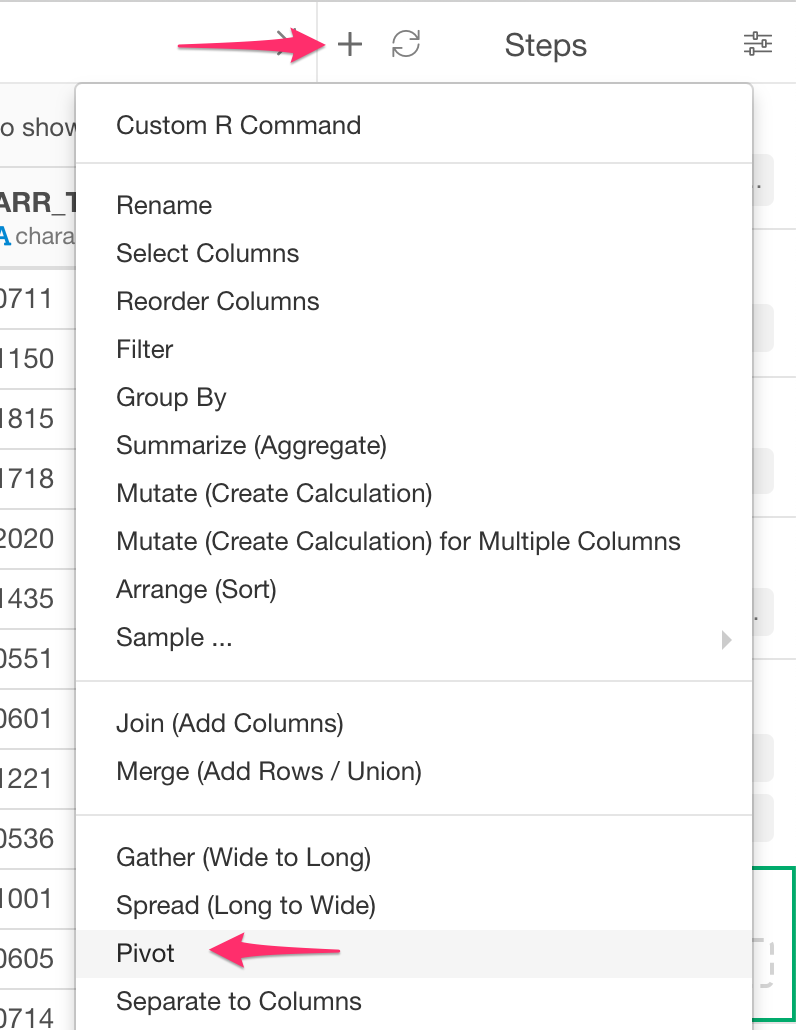 Steps
Custom R Command
o show
ARR_T
A chara
Rename
Select Columns
Reorder Columns
Filter
Group By
Summarize (Aggregate)
Mutate (Create Calculation)
Mutate (Create Calculation) for Multiple Columns
Arrange (Sort)
Sample ...
Join (Add Columns)
Merge (Add Rows / Union)
Gather (Wide to Long)
Spread (Long to Wide)
Pivot
Separate to Columns
0711
1150
1815
1718
2020
1435
0551
0601
1221
0536
1001
0605
0714